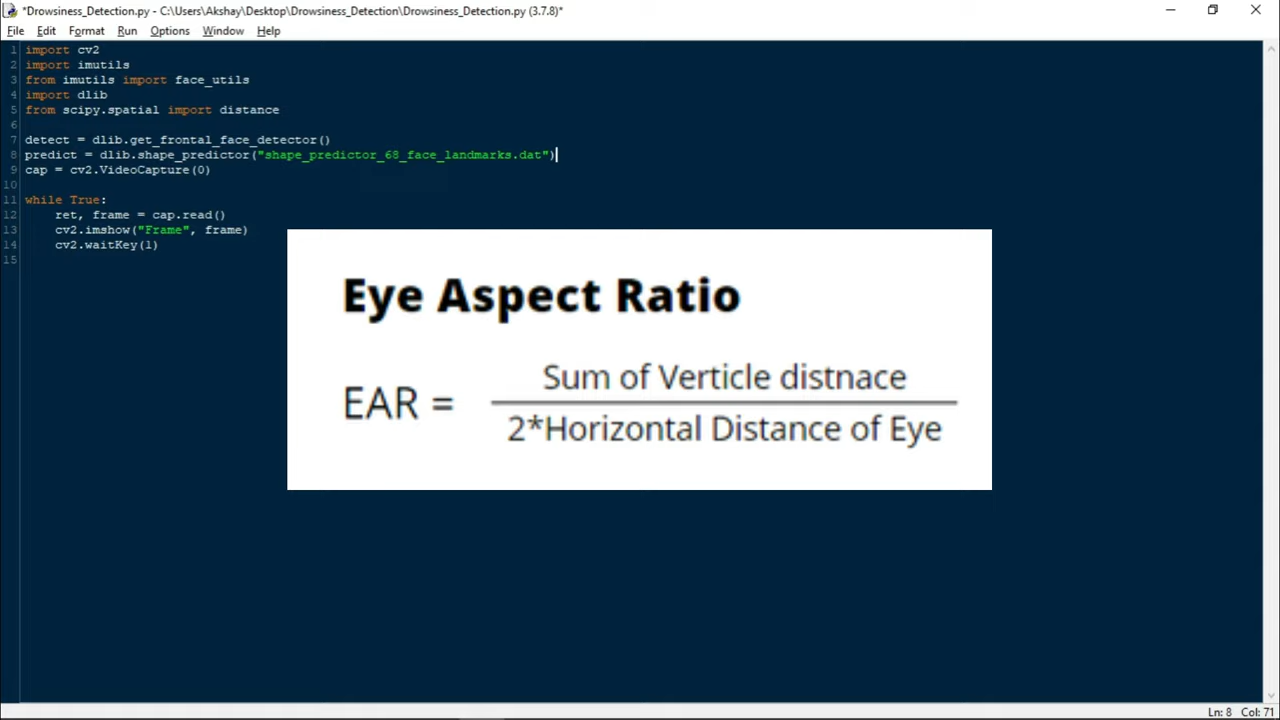 *Drowsiness_Detection.py - C:\Users\Akshay\Desktop\Drowsiness_Detection\Drowsiness_Detection.py (3.7.8)*
File Edit Format Run Options Window Help
1 import cv2
2 import imutils
3 from imutils import face_utils
4 import dlib
5 from scipy.spatial import distance
6
7 detect = dlib.get_frontal_face_detector()
8 predict = dlib.shape_predictor("shape_predictor_68_face_landmarks.dat")
9 cap = cv2.VideoCapture(0)
10
11 while True:
12     ret, frame = cap.read()
13     cv2.imshow("Frame", frame)
14     cv2.waitKey(1)
15
Eye Aspect Ratio
Sum of Verticle distnace
EAR =
2*Horizontal Distance of Eye
Ln: 8 Col: 71